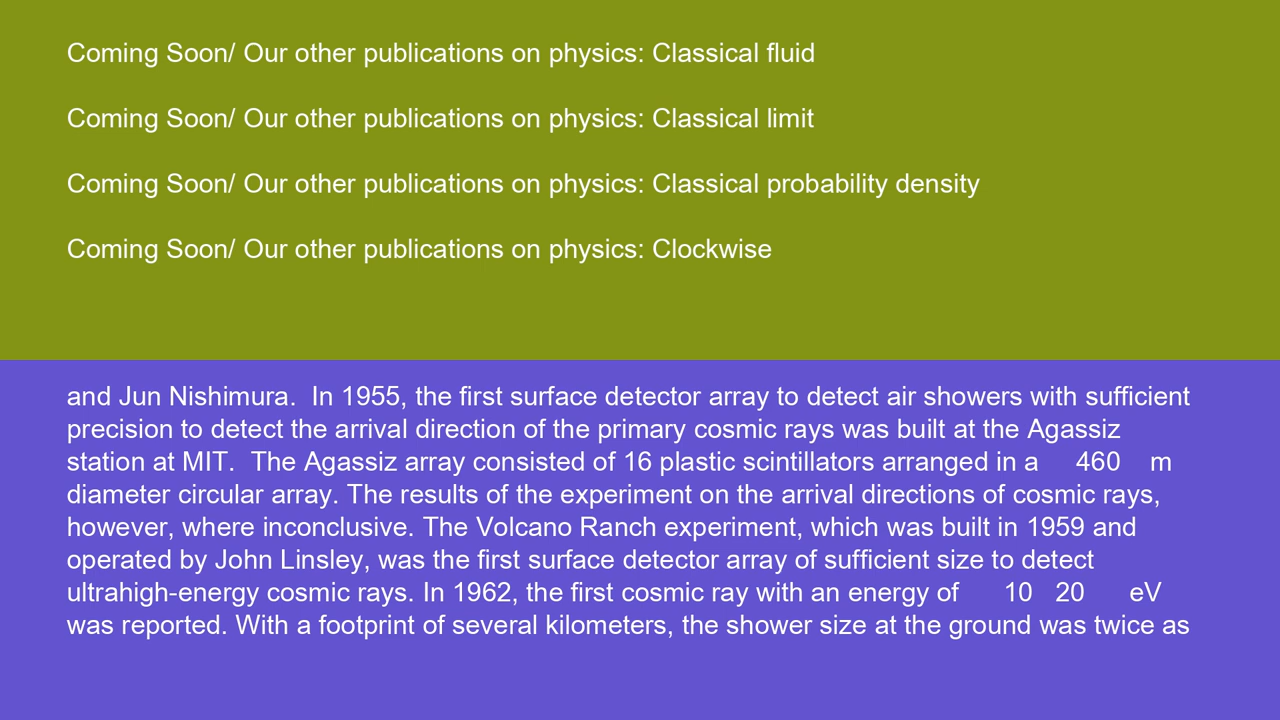 Coming Soon/ Our other publications on physics: Classical fluid
Coming Soon/ Our other publications on physics: Classical limit
Coming Soon/ Our other publications on physics: Classical probability density
Coming Soon/ Our other publications on physics: Clockwise
and Jun Nishimura.  In 1955, the first surface detector array to detect air showers with sufficient
precision to detect the arrival direction of the primary cosmic rays was built at the Agassiz
station at MIT.  The Agassiz array consisted of 16 plastic scintillators arranged in a     460    m
diameter circular array. The results of the experiment on the arrival directions of cosmic rays,
however, where inconclusive. The Volcano Ranch experiment, which was built in 1959 and
operated by John Linsley, was the first surface detector array of sufficient size to detect
ultrahigh-energy cosmic rays. In 1962, the first cosmic ray with an energy of      10   20      eV
was reported. With a footprint of several kilometers, the shower size at the ground was twice as